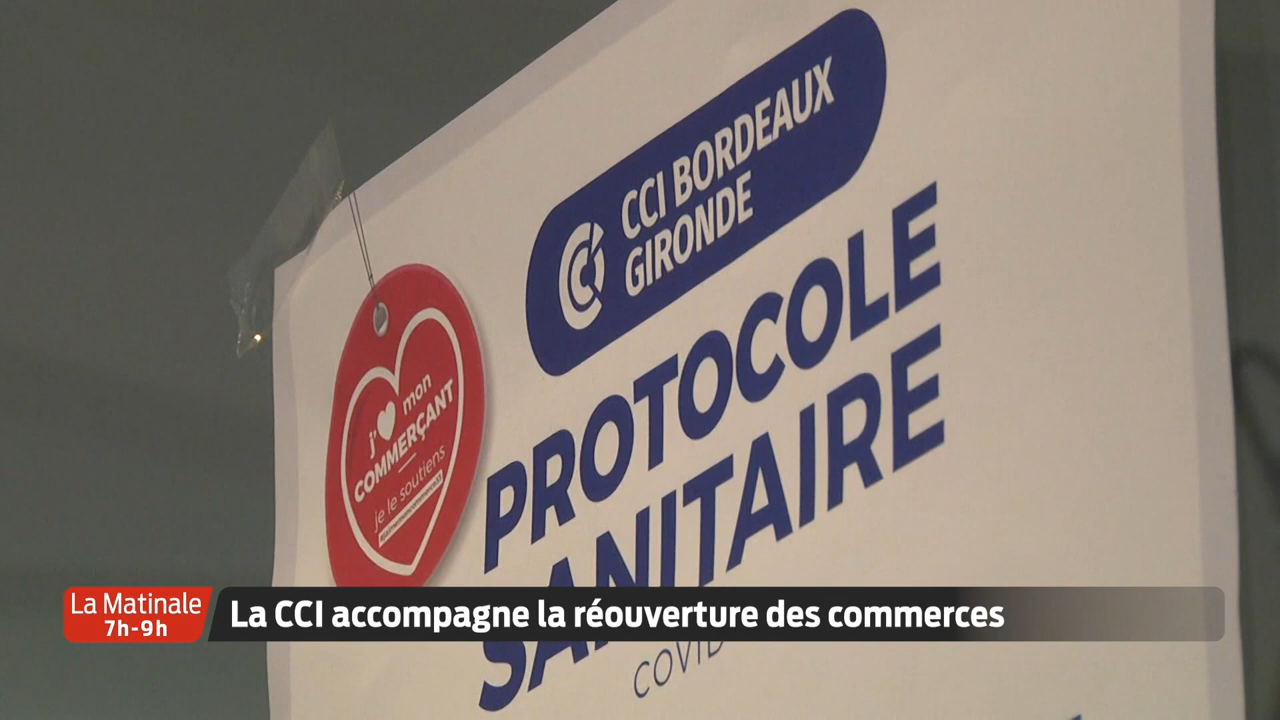 CCI BORDEAUX
GIRONDE
PROTOCOLE
SANITAIRE
COVID
j'
mon
COMMERÇANT
je le soutiens
La Matinale
7h-9h
La CCI accompagne la réouverture des commerces